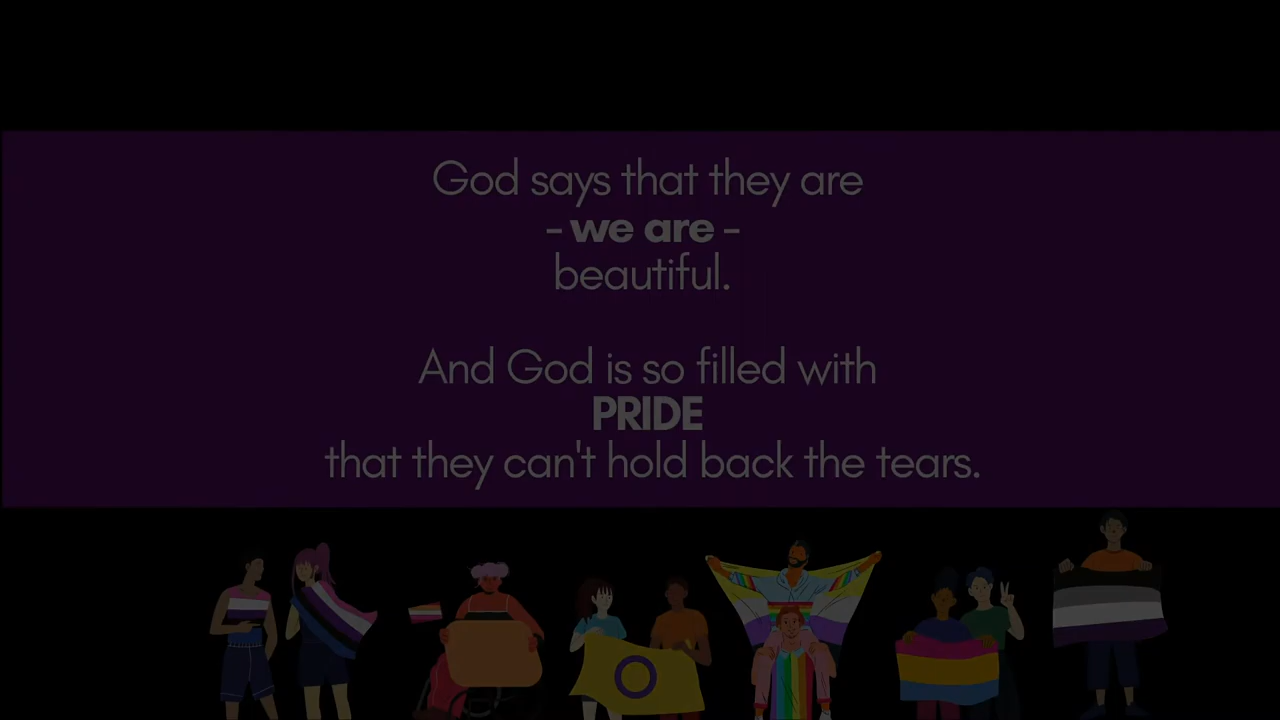 God says that they are
- we are -
beautiful.
And God is so filled with
PRIDE
that they can't hold back the tears.